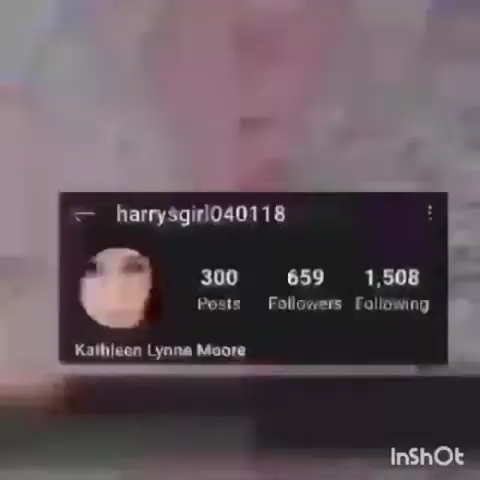 harrysgirl040118
300 659 1,508
Posts Followers Following
Kathleen Lynne Moore
InShOt